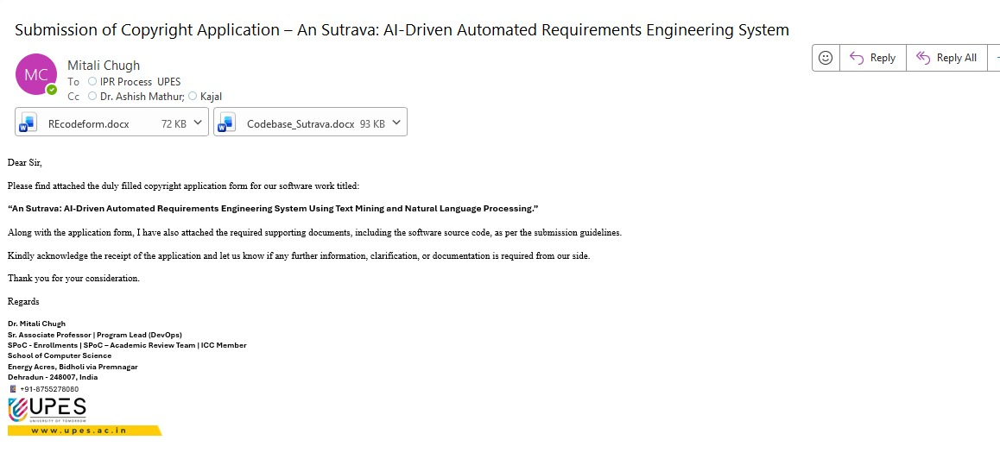 Submission of Copyright Application – An Sutrava: AI-Driven Automated Requirements Engineering System
MC
Mitali Chugh
To IPR Process UPES
Cc Dr. Ashish Mathur; Kajal
Reply
Reply All
REcodeform.docx 72 KB
Codebase_Sutrava.docx 93 KB
Dear Sir,
Please find attached the duly filled copyright application form for our software work titled:
“An Sutrava: AI-Driven Automated Requirements Engineering System Using Text Mining and Natural Language Processing.”
Along with the application form, I have also attached the required supporting documents, including the software source code, as per the submission guidelines.
Kindly acknowledge the receipt of the application and let us know if any further information, clarification, or documentation is required from our side.
Thank you for your consideration.
Regards
Dr. Mitali Chugh
Sr. Associate Professor | Program Lead (DevOps)
SPoC - Enrollments | SPoC – Academic Review Team | ICC Member
School of Computer Science
Energy Acres, Bidholi via Premnagar
Dehradun - 248007, India
+91-8755278080
UPES
UNIVERSITY OF TOMORROW
www.upes.ac.in